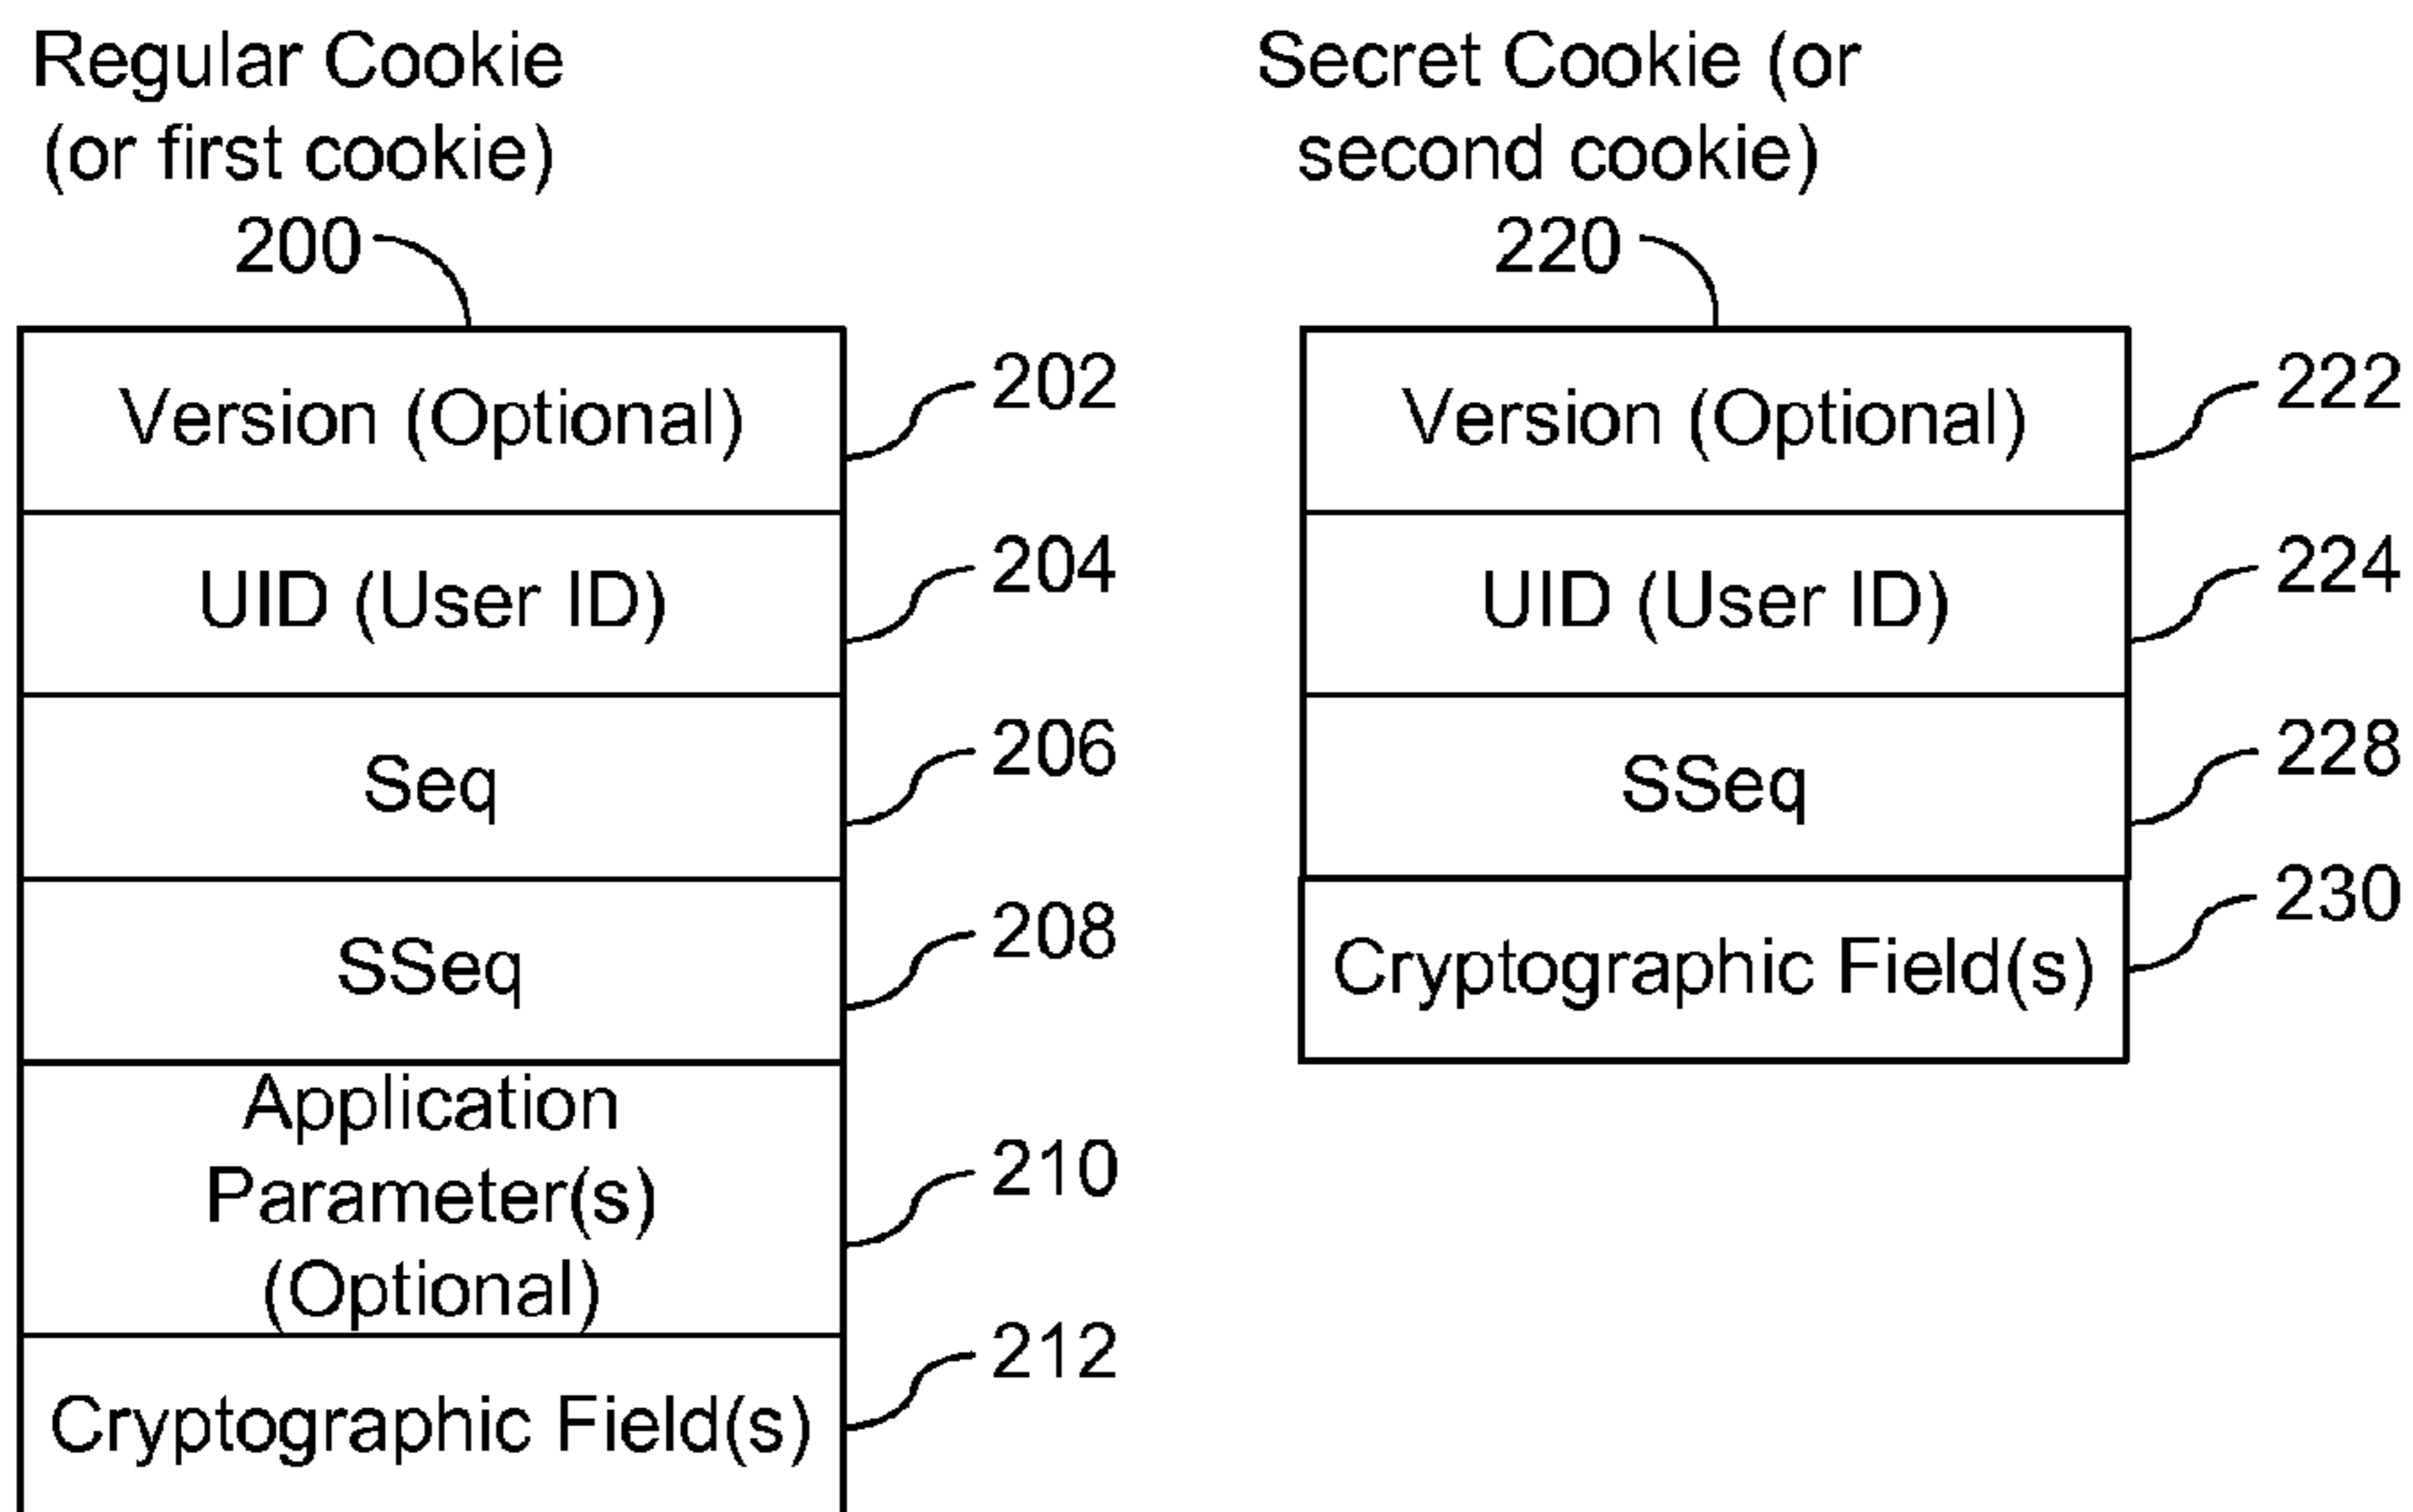 Regular Cookie
(or first cookie)
200
Version (Optional)
202
UID (User ID)
204
Seq
206
SSeq
208
Application
Parameter(s)
(Optional)
210
Cryptographic Field(s)
212
Secret Cookie (or
second cookie)
220
Version (Optional)
222
UID (User ID)
224
SSeq
228
Cryptographic Field(s)
230